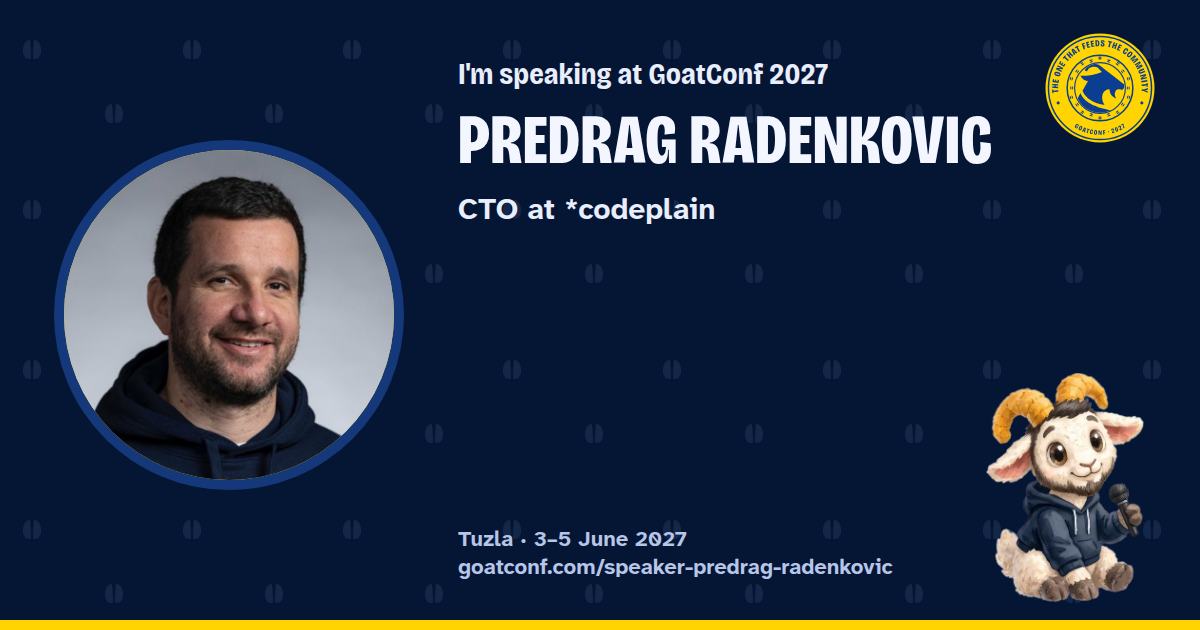 I'm speaking at GoatConf 2027
PREDRAG RADENKOVIC
CTO at *codeplain
THE ONE THAT FEEDS THE COMMUNITY
GOATCONF · 2027
Tuzla · 3–5 June 2027
goatconf.com/speaker-predrag-radenkovic